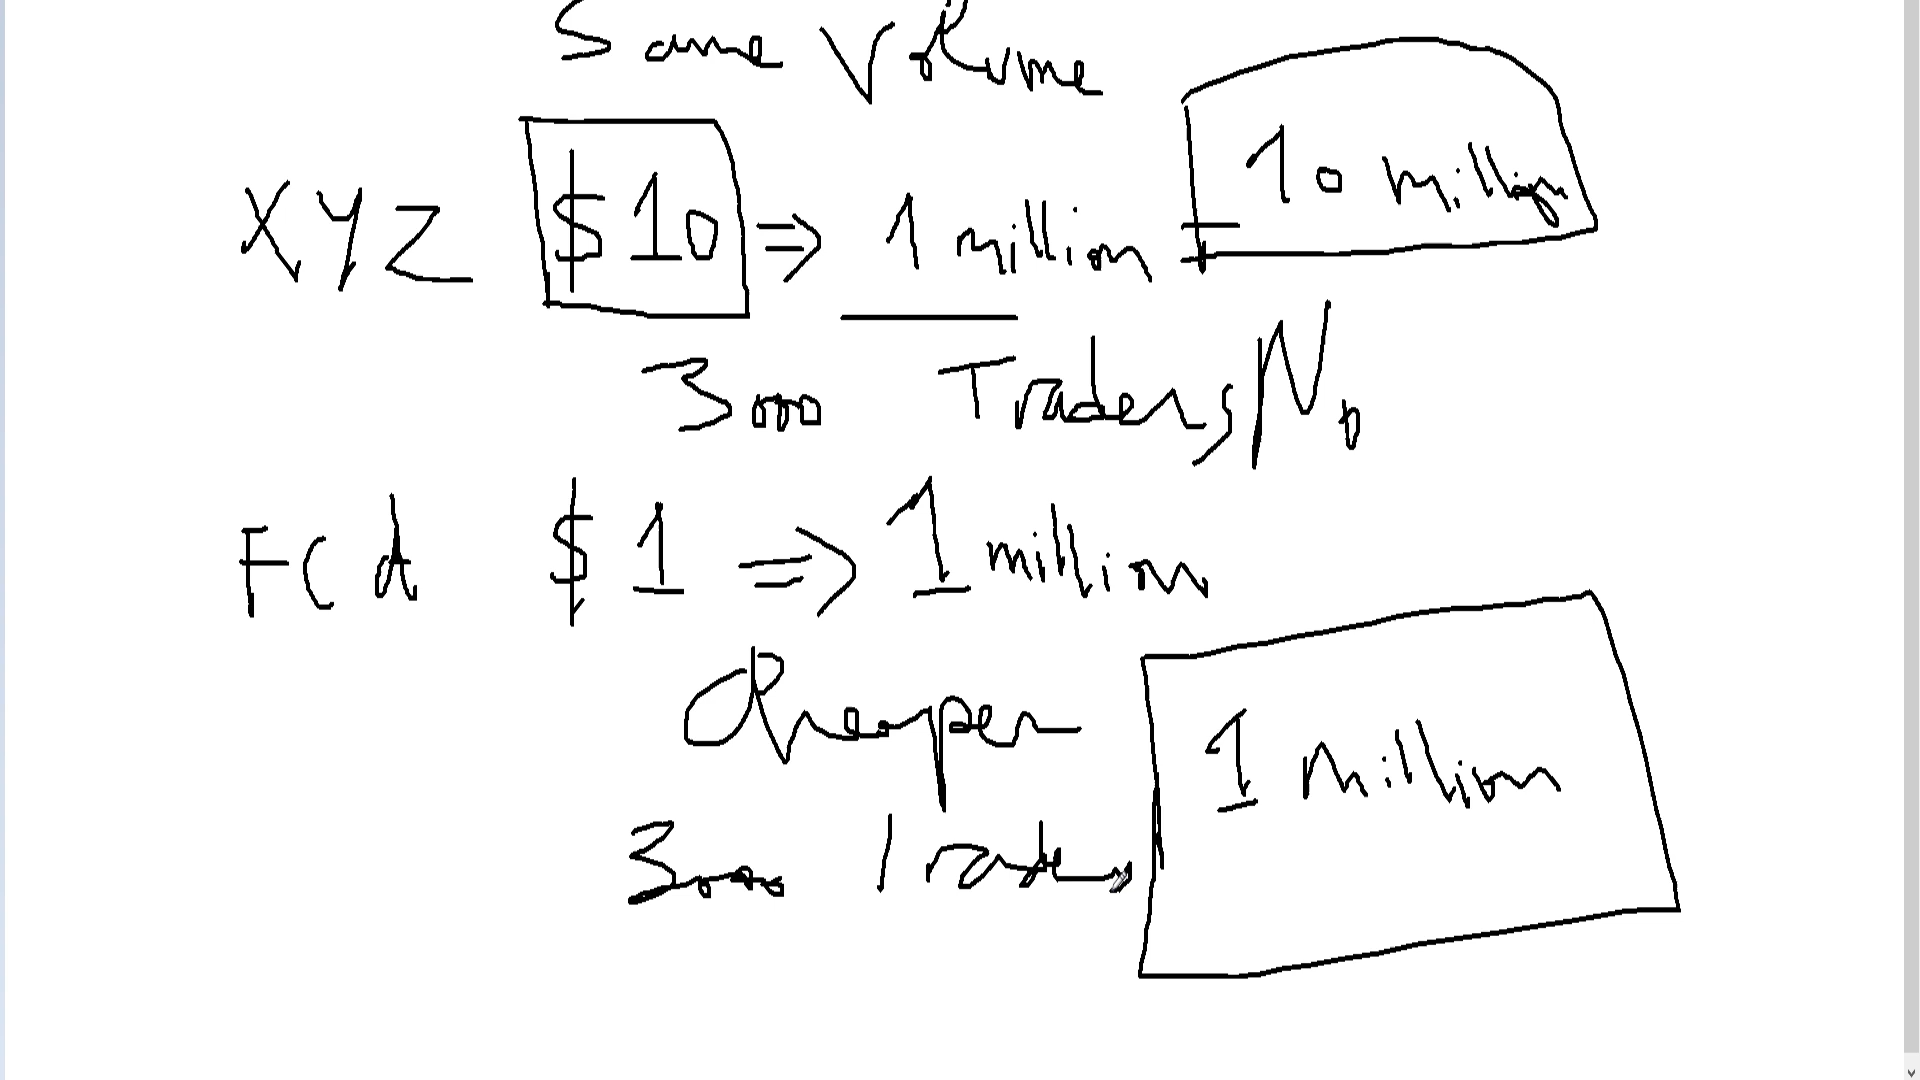 Same Volume
XYZ $10 => 1 million = 10 million
3000 Traders No
FCd $1 => 1 million
Cheaper
1 million
3000 Traders